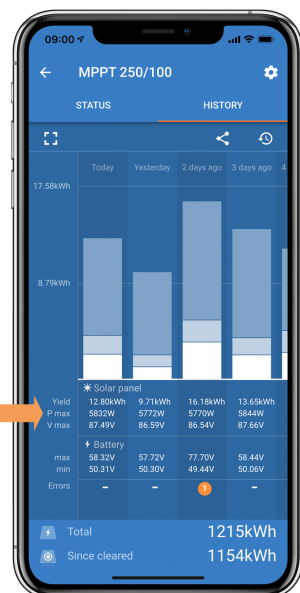 09:00
MPPT 250/100
STATUS HISTORY
Today Yesterday 2 days ago 3 days ago 4
17.58kWh
8.79kWh
Solar panel
Yield 12.80kWh 9.71kWh 16.18kWh 13.65kWh
P max 5832W 5772W 5770W 5844W
V max 87.49V 86.59V 86.54V 87.66V
Battery
max 58.32V 57.72V 77.70V 58.44V
min 50.31V 50.30V 49.44V 50.06V
Errors – – 1 –
Total 1215kWh
Since cleared 1154kWh